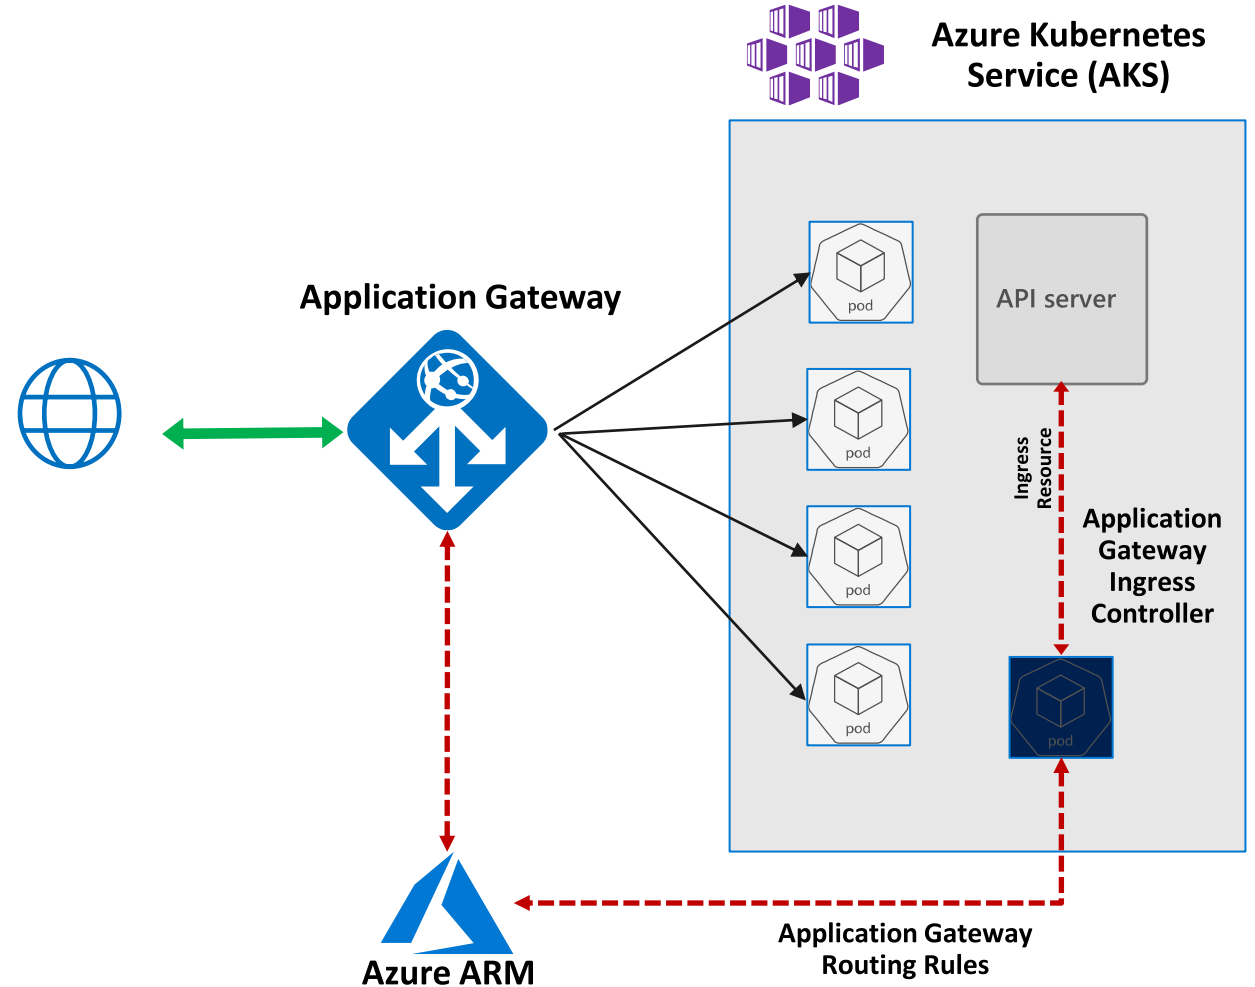 Azure Kubernetes
Service (AKS)
Application Gateway
pod
API server
pod
Ingress
Resource
Application
Gateway
Ingress
Controller
pod
pod
pod
Application Gateway
Routing Rules
Azure ARM